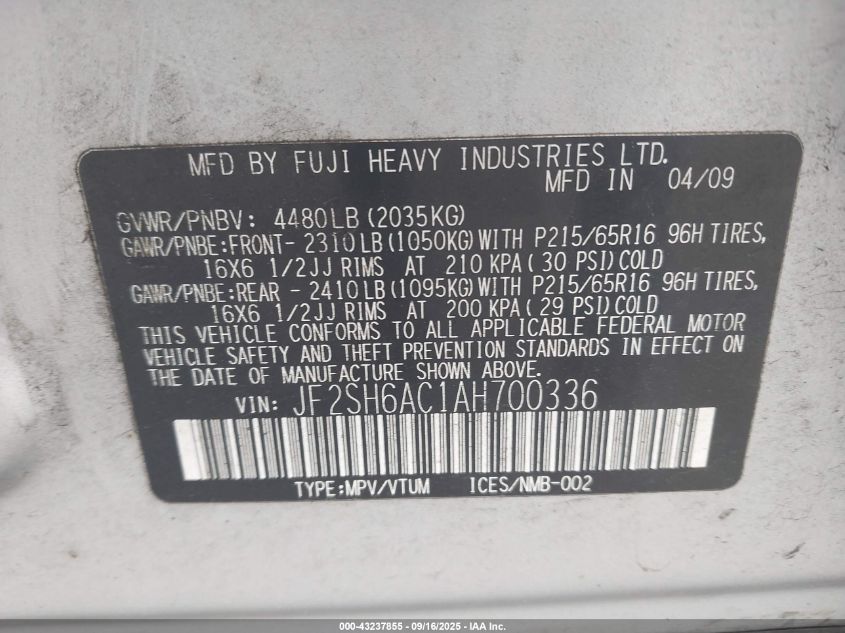 MFD BY FUJI HEAVY INDUSTRIES LTD.
MFD IN 04/09
GVWR/PNBV: 4480LB(2035KG)
GAWR/PNBE:FRONT- 2310LB(1050KG)WITH P215/65R16 96H TIRES,
16X6 1/2JJ RIMS AT 210 KPA(30 PSI)COLD
GAWR/PNBE:REAR - 2410LB(1095KG)WITH P215/65R16 96H TIRES,
16X6 1/2JJ RIMS AT 200 KPA(29 PSI)COLD
THIS VEHICLE CONFORMS TO ALL APPLICABLE FEDERAL MOTOR
VEHICLE SAFETY AND THEFT PREVENTION STANDARDS IN EFFECT ON
THE DATE OF MANUFACTURE SHOWN ABOVE.
VIN: JF2SH6AC1AH700336
TYPE:MPV/VTUM ICES/NMB-002
000-43237855 - 09/16/2025 - IAA Inc.